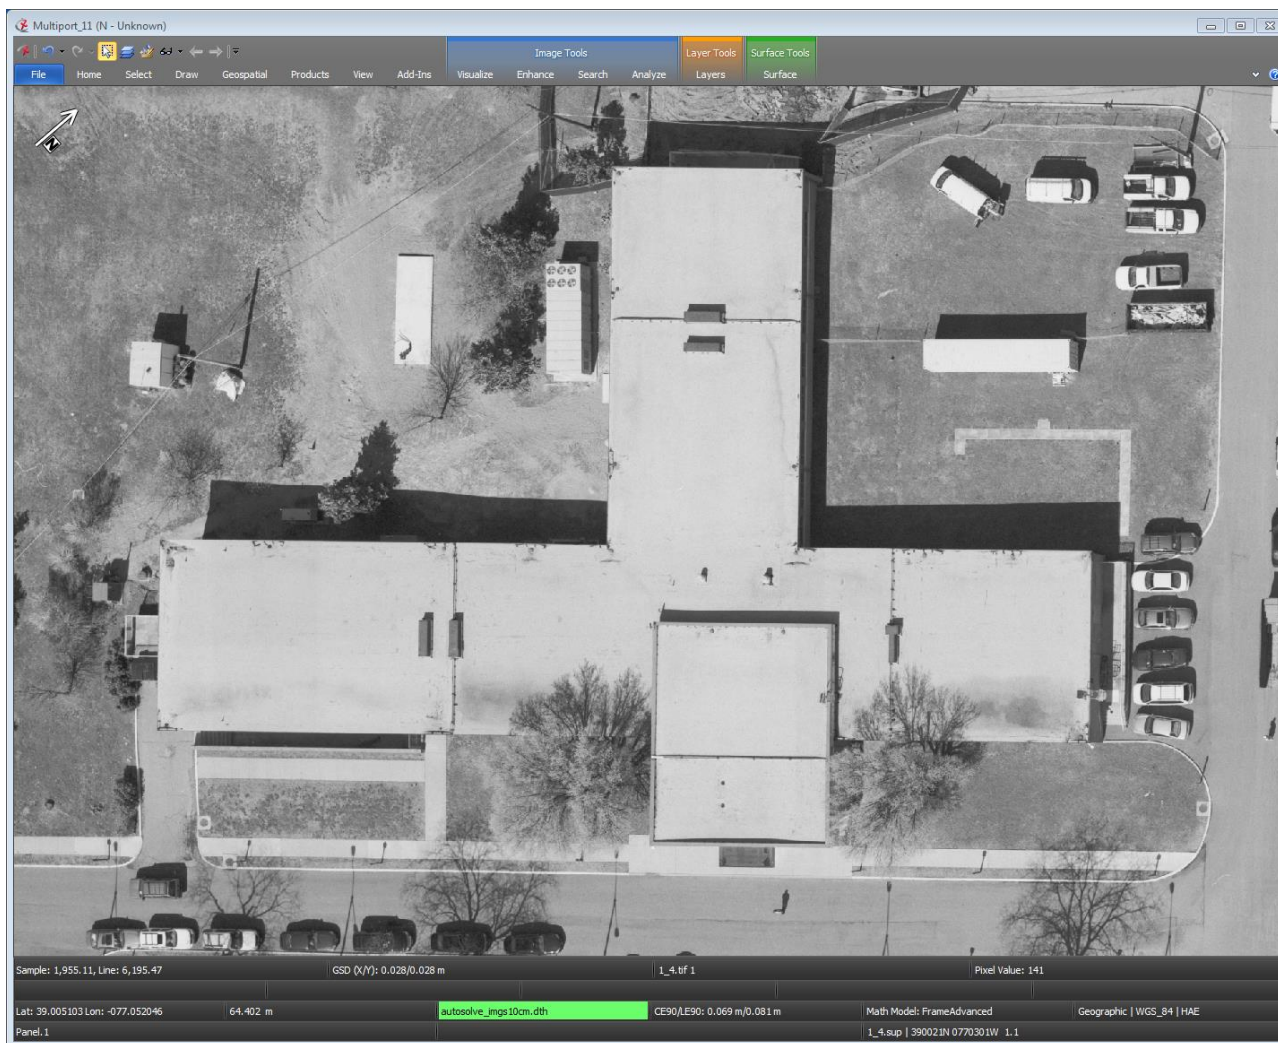 Multiport_11 (N - Unknown)
Image Tools Layer Tools Surface Tools
File Home Select Draw Geospatial Products View Add-Ins Visualize Enhance Search Analyze Layers Surface
N
Sample: 1,955.11, Line: 6,195.47 GSD (X/Y): 0.028/0.028 m 1_4.tif 1 Pixel Value: 141
Lat: 39.005103 Lon: -077.052046 64.402 m autosolve_imgs10cm.dth CE90/LE90: 0.069 m/0.081 m Math Model: FrameAdvanced Geographic | WGS_84 | HAE
Panel.1 1_4.sup | 390021N 0770301W 1.1